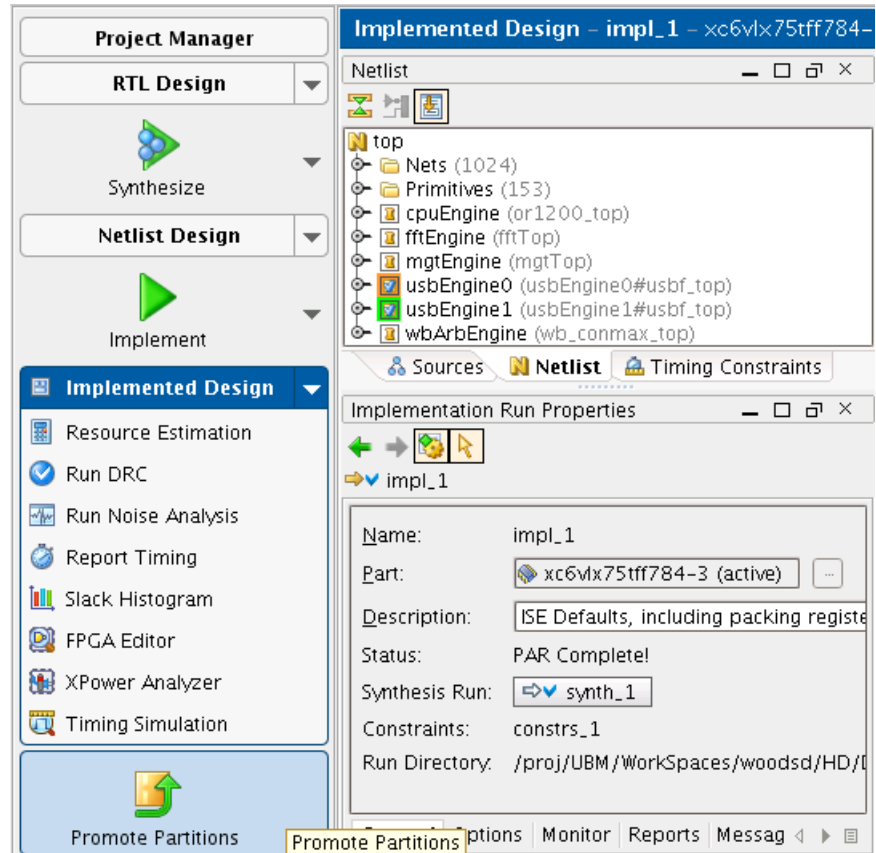 Project Manager
RTL Design
Synthesize
Netlist Design
Implement
Implemented Design
Resource Estimation
Run DRC
Run Noise Analysis
Report Timing
Slack Histogram
FPGA Editor
XPower Analyzer
Timing Simulation
Promote Partitions
Implemented Design - impl_1 - xc6vlx75tff784-
Netlist
top
Nets (1024)
Primitives (153)
cpuEngine (or1200_top)
fftEngine (fftTop)
mgtEngine (mgtTop)
usbEngine0 (usbEngine0#usbf_top)
usbEngine1 (usbEngine1#usbf_top)
wbArbEngine (wb_conmax_top)
Sources Netlist Timing Constraints
Implementation Run Properties
impl_1
Name: impl_1
Part: xc6vlx75tff784-3 (active) ...
Description: ISE Defaults, including packing registe
Status: PAR Complete!
Synthesis Run: synth_1
Constraints: constrs_1
Run Directory: /proj/UBM/WorkSpaces/woodsd/HD/
Promote Partitions ptions Monitor Reports Messag